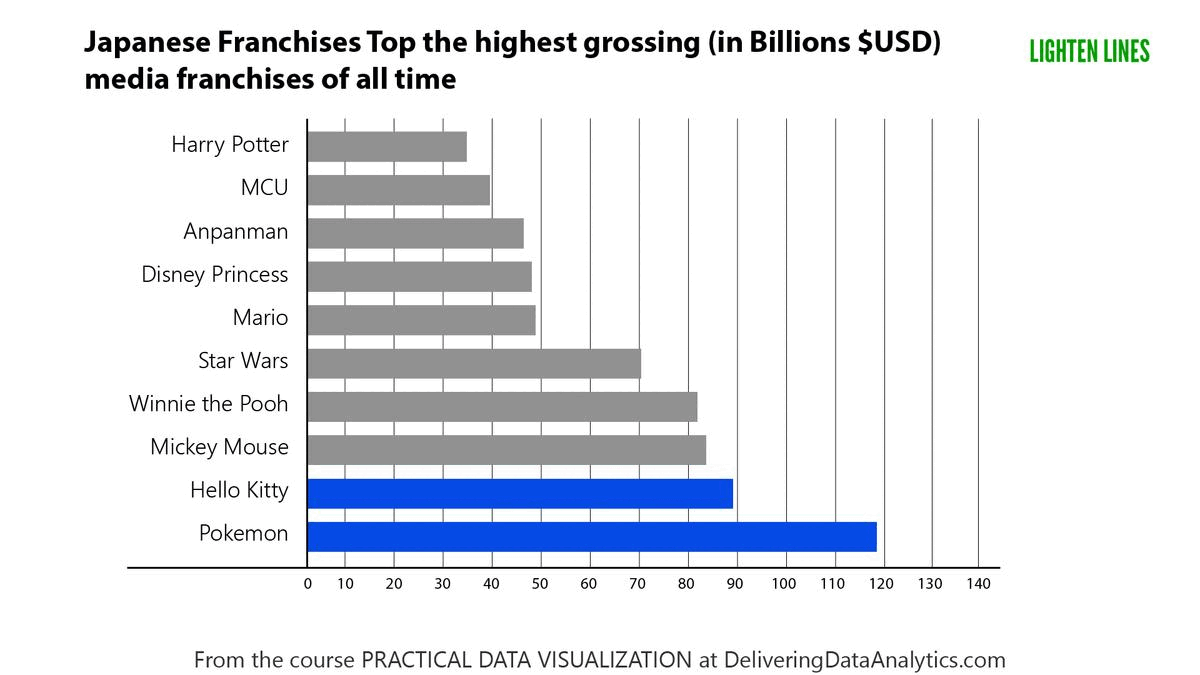 Japanese Franchises Top the highest grossing (in Billions $USD)
media franchises of all time
LIGHTEN LINES
Harry Potter
MCU
Anpanman
Disney Princess
Mario
Star Wars
Winnie the Pooh
Mickey Mouse
Hello Kitty
Pokemon
0 10 20 30 40 50 60 70 80 90 100 110 120 130 140
From the course PRACTICAL DATA VISUALIZATION at DeliveringDataAnalytics.com